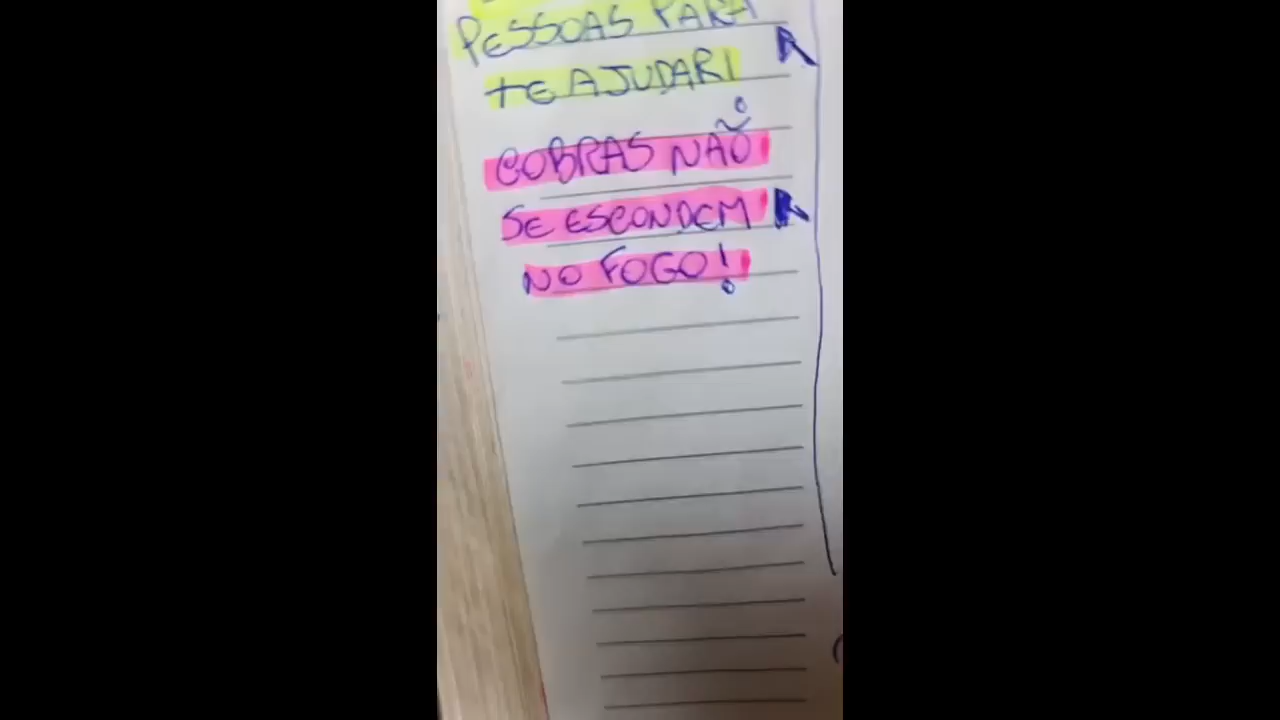 PESSOAS PARA
TE AJUDAR!
COBRAS NÃO
SE ESCONDEM
NO FOGO!